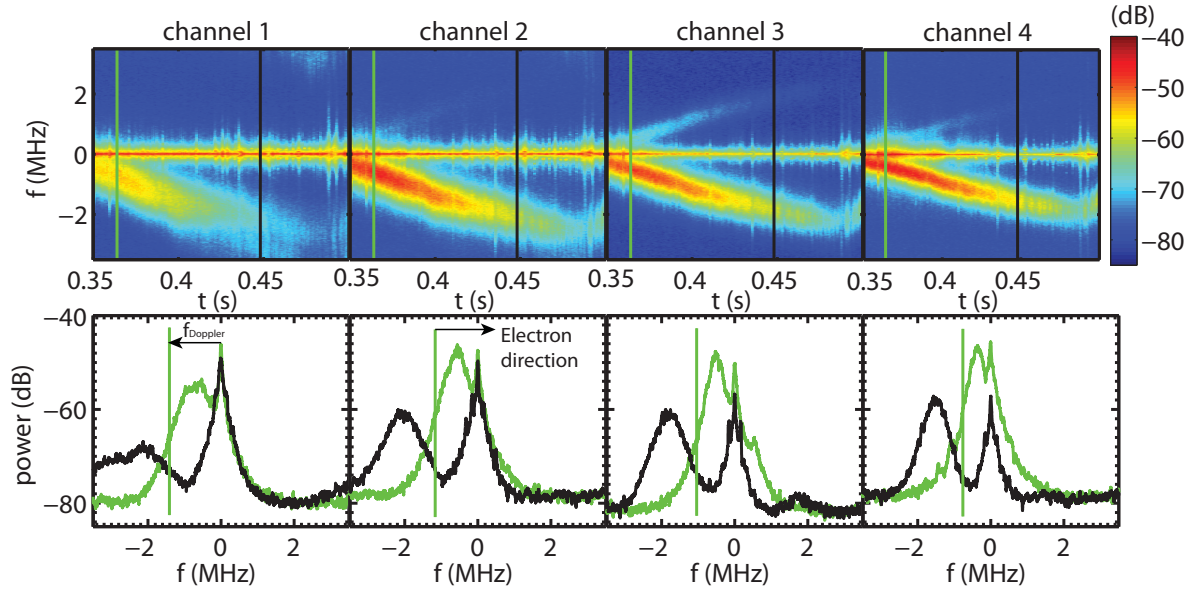 (dB)
channel 1 channel 2 channel 3 channel 4
f (MHz)
2
0
−2
−40
−50
−60
−70
−80
0.35 0.4 0.45 0.35 0.4 0.45 0.35 0.4 0.45 0.35 0.4 0.45
t (s) t (s) t (s) t (s)
power (dB)
−40
−60
−80
fDoppler
Electron
direction
−2 0 2 −2 0 2 −2 0 2 −2 0 2
f (MHz) f (MHz) f (MHz) f (MHz)